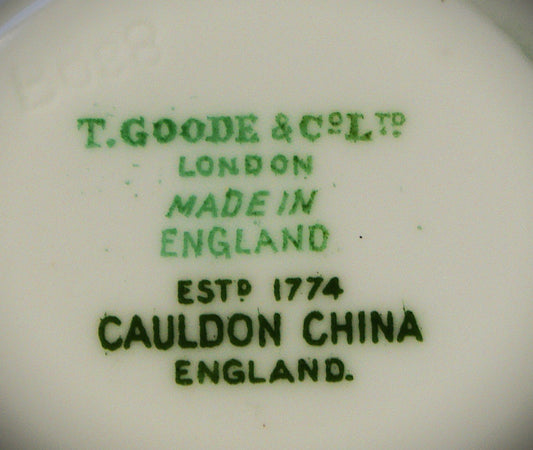 T. GOODE & Cº LTD
LONDON
MADE IN
ENGLAND
ESTD 1774
CAULDON CHINA
ENGLAND.